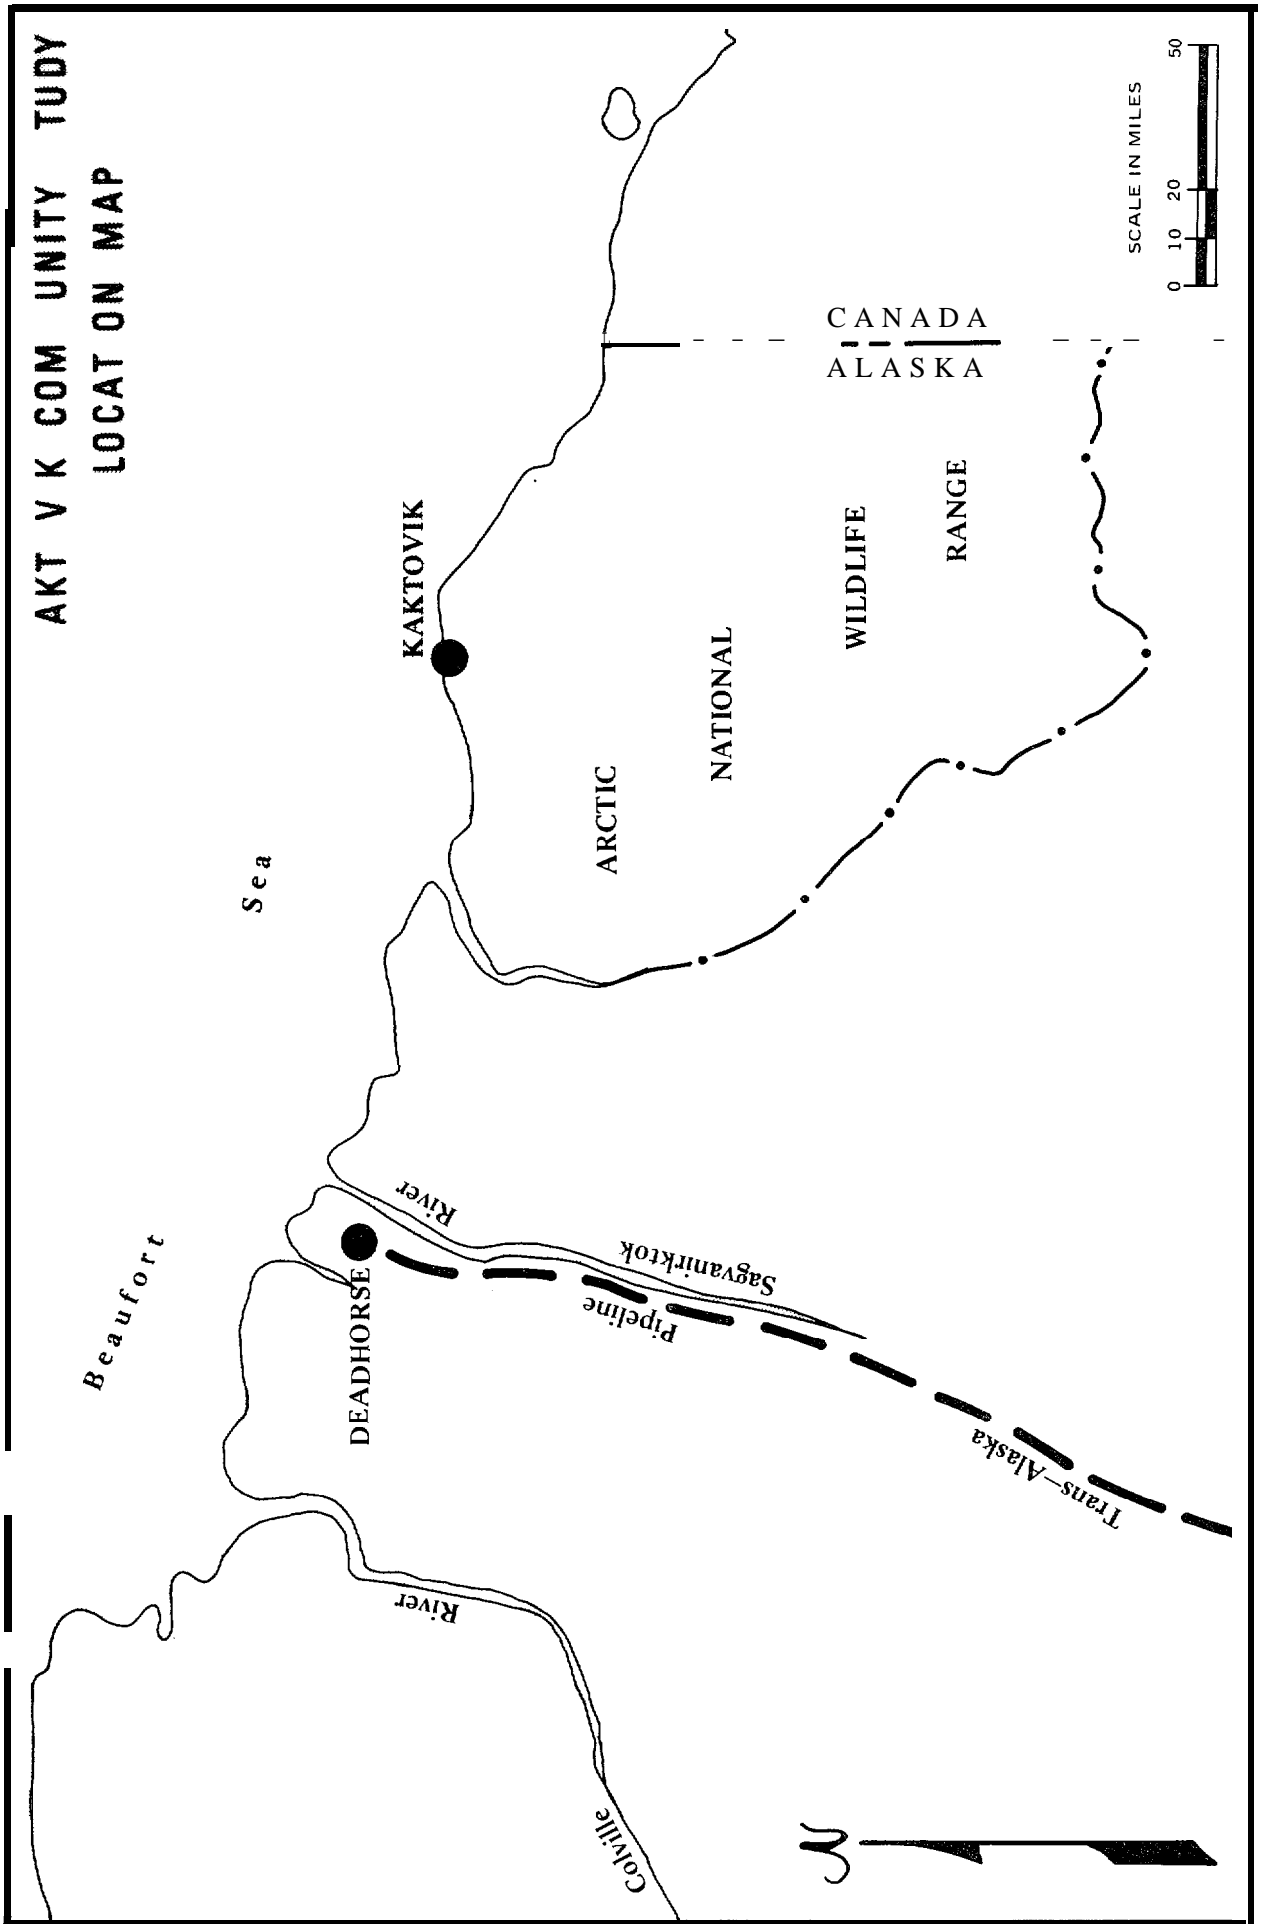 AKT V K COM UNITY TUDY
LOCAT ON MAP
Beaufort
Sea
KAKTOVIK
DEADHORSE
ARCTIC
NATIONAL
WILDLIFE
RANGE
CANADA
ALASKA
River
Sagvanirktok
Pipeline
Trans-Alaska
River
Colville
N
SCALE IN MILES
0 10 20 50